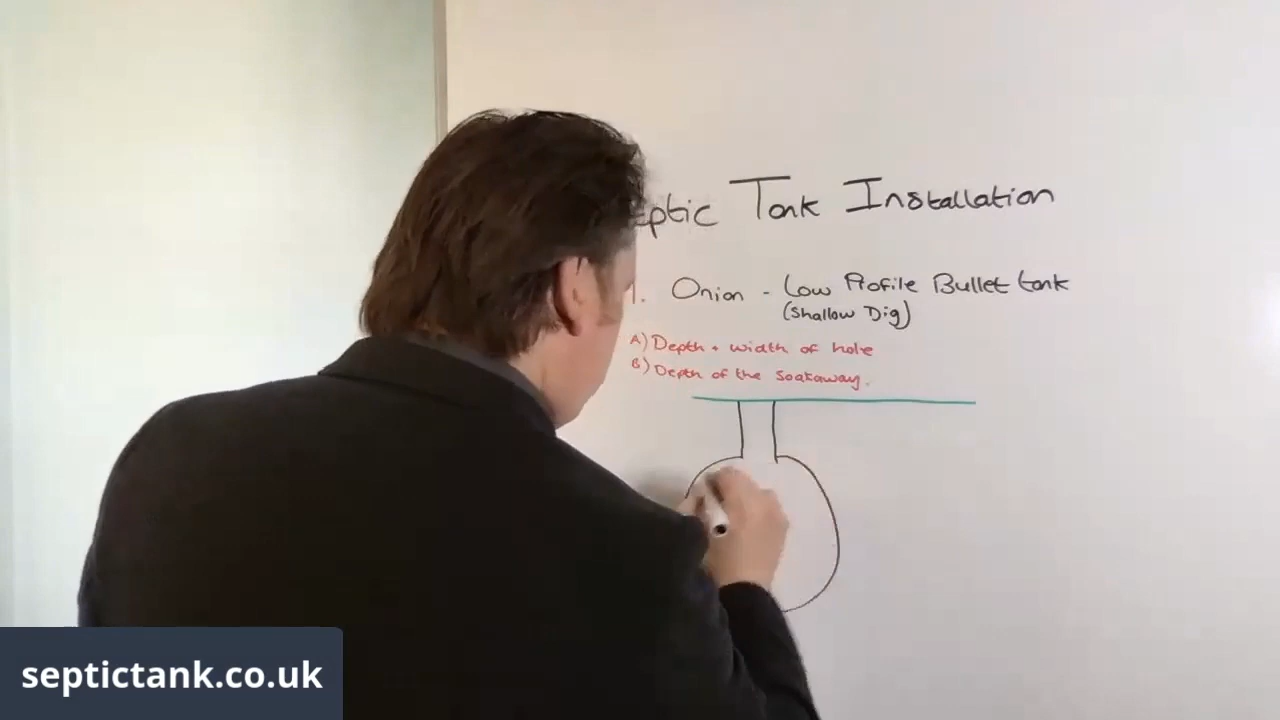 eptic Tank Installation
1. Onion - Low Profile Bullet tank
(Shallow Dig)
A) Depth + width of hole
B) Depth of the Soakaway.
septictank.co.uk